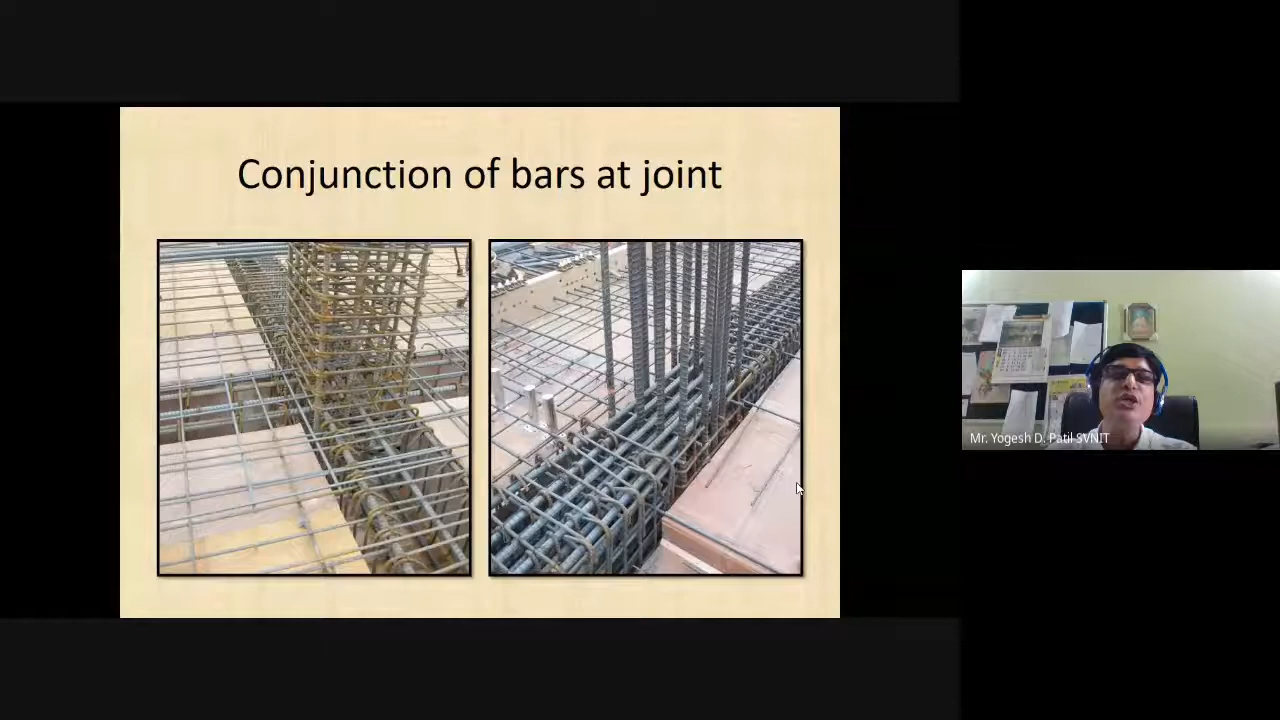 Conjunction of bars at joint
Mr. Yogesh D. Patil SVNIT